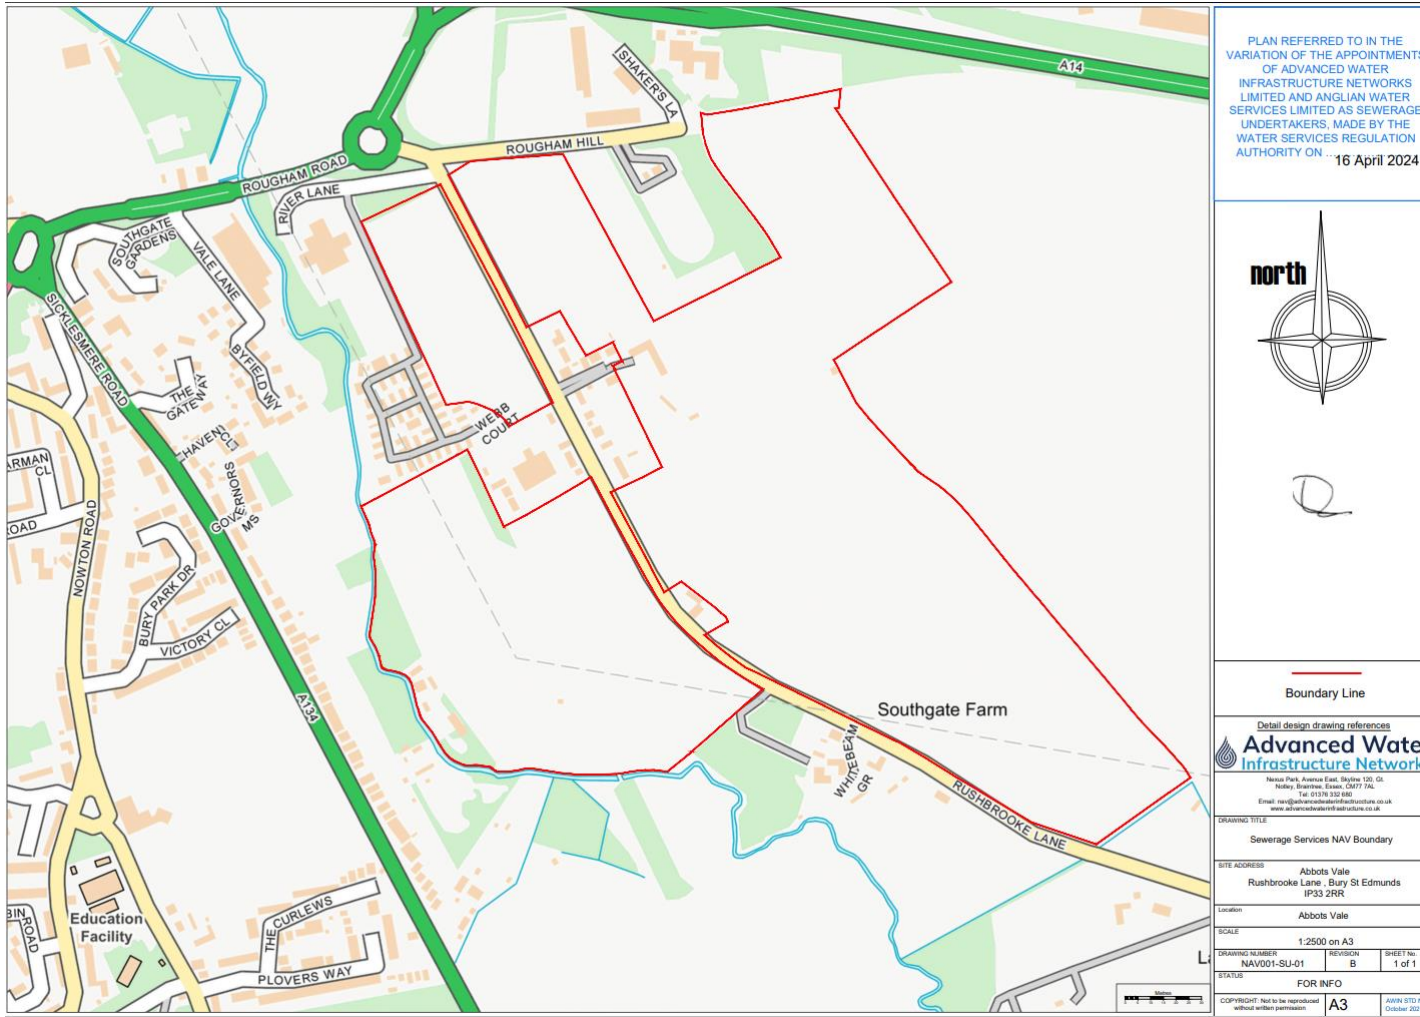 PLAN REFERRED TO IN THE
VARIATION OF THE APPOINTMENTS
OF ADVANCED WATER
INFRASTRUCTURE NETWORKS
LIMITED AND ANGLIAN WATER
SERVICES LIMITED AS SEWERAGE
UNDERTAKERS, MADE BY THE
WATER SERVICES REGULATION
AUTHORITY ON ...
16 April 2024
north
A14
SHAKER'S LA
ROUGHAM HILL
ROUGHAM ROAD
RIVER LANE
SOUTHGATE
GARDENS
VALE LANE
SICKLESMERE ROAD
BYFIELD WY
THE
GATEWAY
HAVEN CL
WEBB
COURT
ARMAN
CL
GOVERNORS
MS
OAD
NOWTON ROAD
BURY PARK DR
VICTORY CL
A134
Southgate Farm
WHITEBEAM
GR
RUSHBROOKE LANE
Education
Facility
THE CURLEWS
BIN ROAD
PLOVERS WAY
Metres
Boundary Line
Detail design drawing references
Advanced Wate
Infrastructure Network
Nexus Park, Avenue East, Skyline 120, Gt.
Notley, Braintree, Essex, CM77 7AL
Tel: 01376 332 680
Email: nav@advancedwaterinfrastructure.co.uk
www.advancedwaterinfrastructure.co.uk
DRAWING TITLE
Sewerage Services NAV Boundary
SITE ADDRESS
Abbots Vale
Rushbrooke Lane , Bury St Edmunds
IP33 2RR
Location
Abbots Vale
SCALE
1:2500 on A3
DRAWING NUMBER
NAV001-SU-01
REVISION
B
SHEET No.
1 of 1
STATUS
FOR INFO
COPYRIGHT: Not to be reproduced
without written permission
A3
AWIN STD
October 202